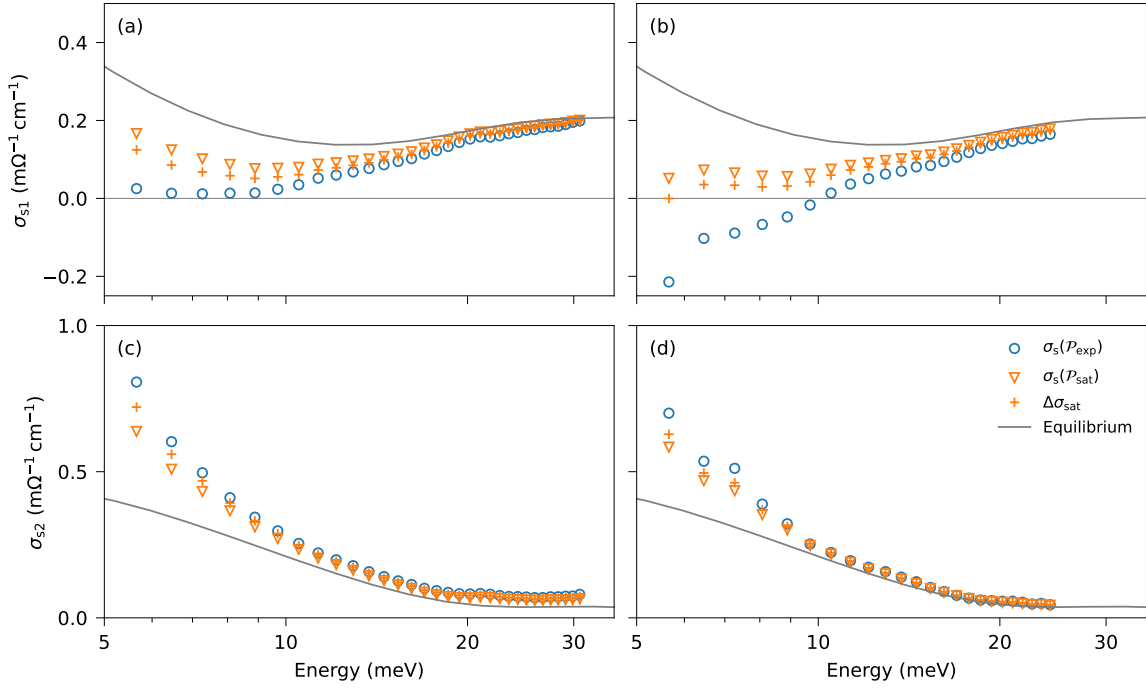 (a)
(b)
0.4
0.2
0.0
−0.2
σs1 (mΩ⁻¹ cm⁻¹)
(c)
(d)
1.0
0.5
0.0
σs2 (mΩ⁻¹ cm⁻¹)
σs(𝒫exp)
σs(𝒫sat)
Δσsat
Equilibrium
5 10 20 30
5 10 20 30
Energy (meV)
Energy (meV)